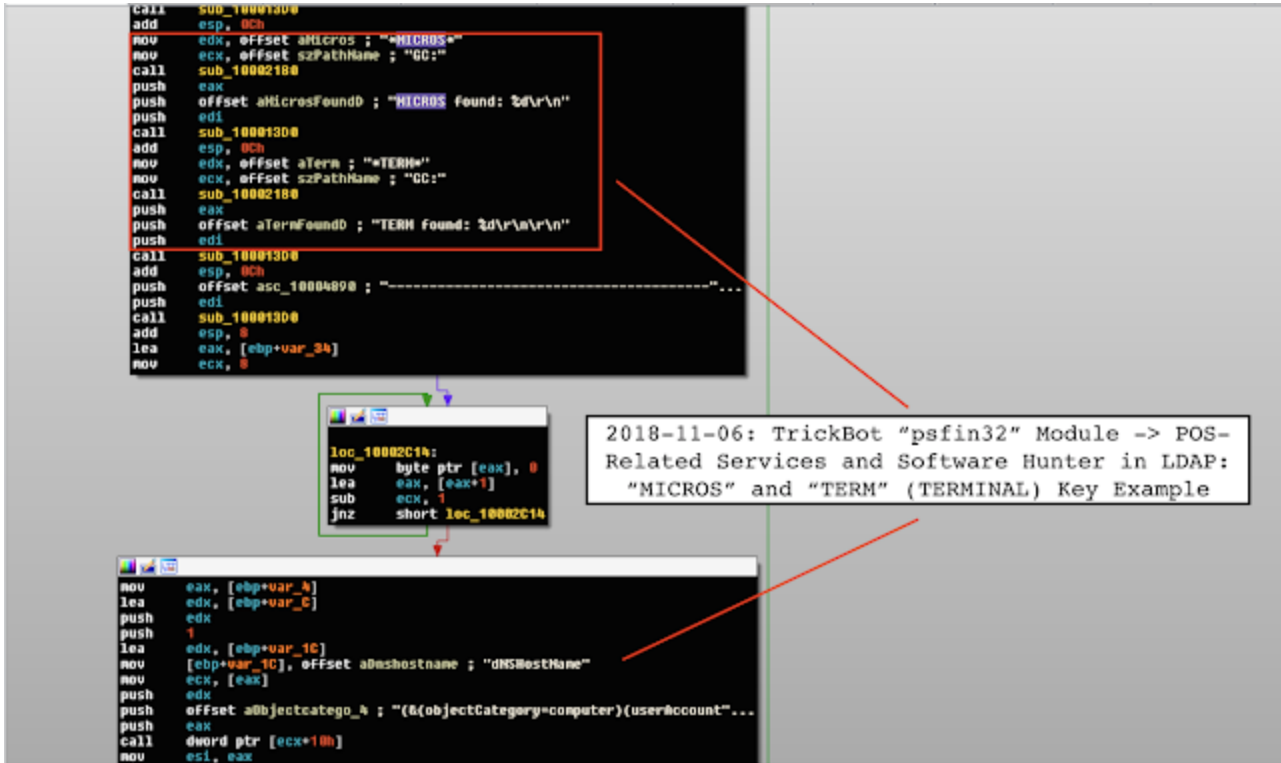 call sub_100013D0
add esp, 0Ch
mov edx, offset aMicros ; "*MICROS*"
mov ecx, offset szPathName ; "GC:"
call sub_10002180
push eax
push offset aMicrosFoundD ; "MICROS found: %d\r\n"
push edi
call sub_100013D0
add esp, 0Ch
mov edx, offset aTerm ; "*TERM*"
mov ecx, offset szPathName ; "GC:"
call sub_10002180
push eax
push offset aTermFoundD ; "TERM found: %d\r\n\r\n"
push edi
call sub_100013D0
add esp, 0Ch
push offset asc_10004890 ; "---------------------------------------"...
push edi
call sub_100013D0
add esp, 8
lea eax, [ebp+var_34]
mov ecx, 8
loc_10002C14:
mov byte ptr [eax], 0
lea eax, [eax+1]
sub ecx, 1
jnz short loc_10002C14
2018-11-06: TrickBot "psfin32" Module -> POS-
Related Services and Software Hunter in LDAP:
"MICROS" and "TERM" (TERMINAL) Key Example
mov eax, [ebp+var_4]
lea edx, [ebp+var_C]
push edx
push 1
lea edx, [ebp+var_1C]
mov [ebp+var_1C], offset aDnshostname ; "dNSHostName"
mov ecx, [eax]
push edx
push offset aObjectcatego_4 ; "(&(objectCategory=computer)(userAccount"...
push eax
call dword ptr [ecx+10h]
mov esi, eax